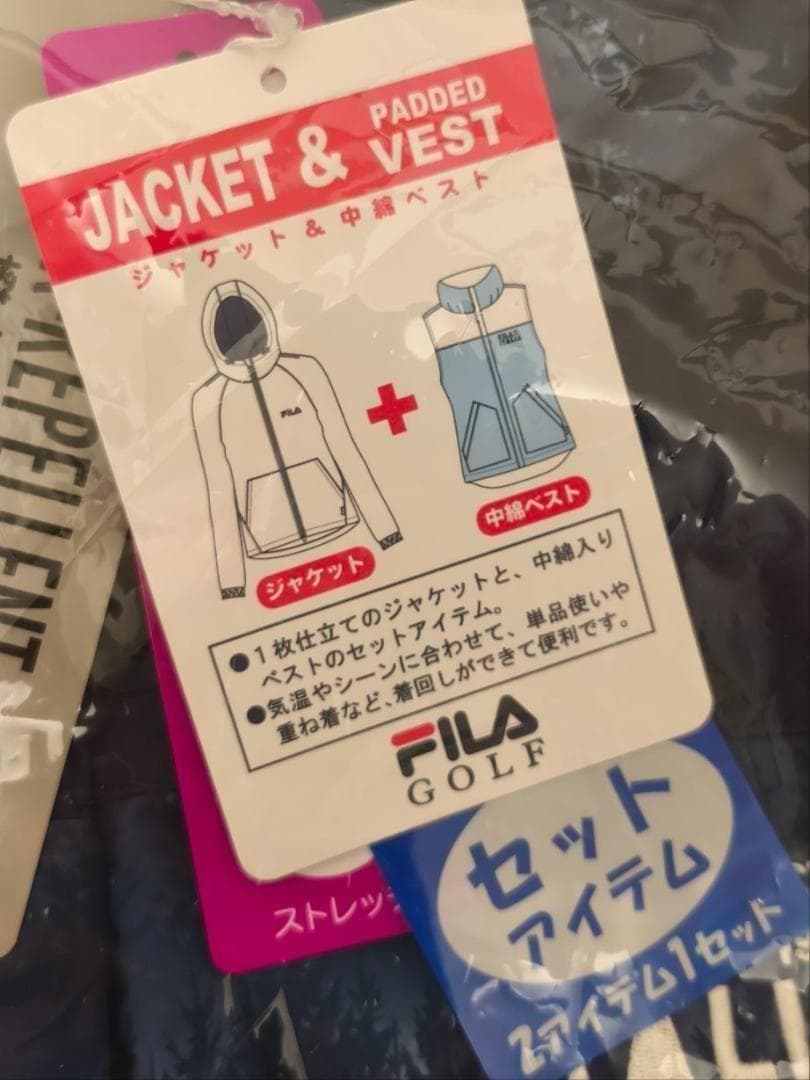 JACKET & PADDED VEST
ジャケット&中綿ベスト
FILA
FILA
ジャケット
中綿ベスト
●1枚仕立てのジャケットと、中綿入り
ベストのセットアイテム。
●気温やシーンに合わせて、単品使いや
重ね着など、着回しができて便利です。
FILA
GOLF
REPELLENT
ストレッ
セット
アイテム
2アイテム1セット